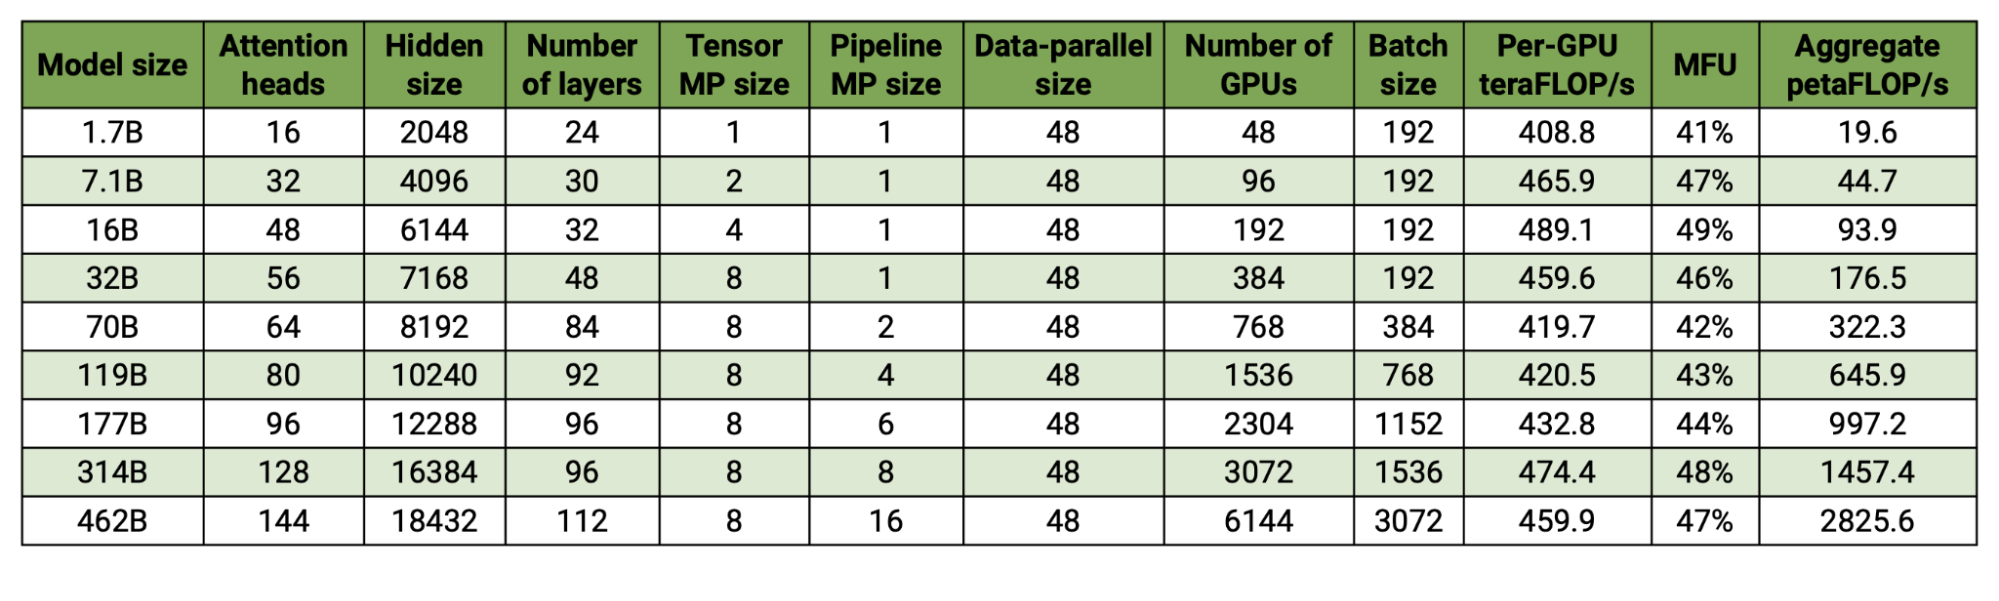 Model size Attention heads Hidden size Number of layers Tensor MP size Pipeline MP size Data-parallel size Number of GPUs Batch size Per-GPU teraFLOP/s MFU Aggregate petaFLOP/s
1.7B 16 2048 24 1 1 48 48 192 408.8 41% 19.6
7.1B 32 4096 30 2 1 48 96 192 465.9 47% 44.7
16B 48 6144 32 4 1 48 192 192 489.1 49% 93.9
32B 56 7168 48 8 1 48 384 192 459.6 46% 176.5
70B 64 8192 84 8 2 48 768 384 419.7 42% 322.3
119B 80 10240 92 8 4 48 1536 768 420.5 43% 645.9
177B 96 12288 96 8 6 48 2304 1152 432.8 44% 997.2
314B 128 16384 96 8 8 48 3072 1536 474.4 48% 1457.4
462B 144 18432 112 8 16 48 6144 3072 459.9 47% 2825.6